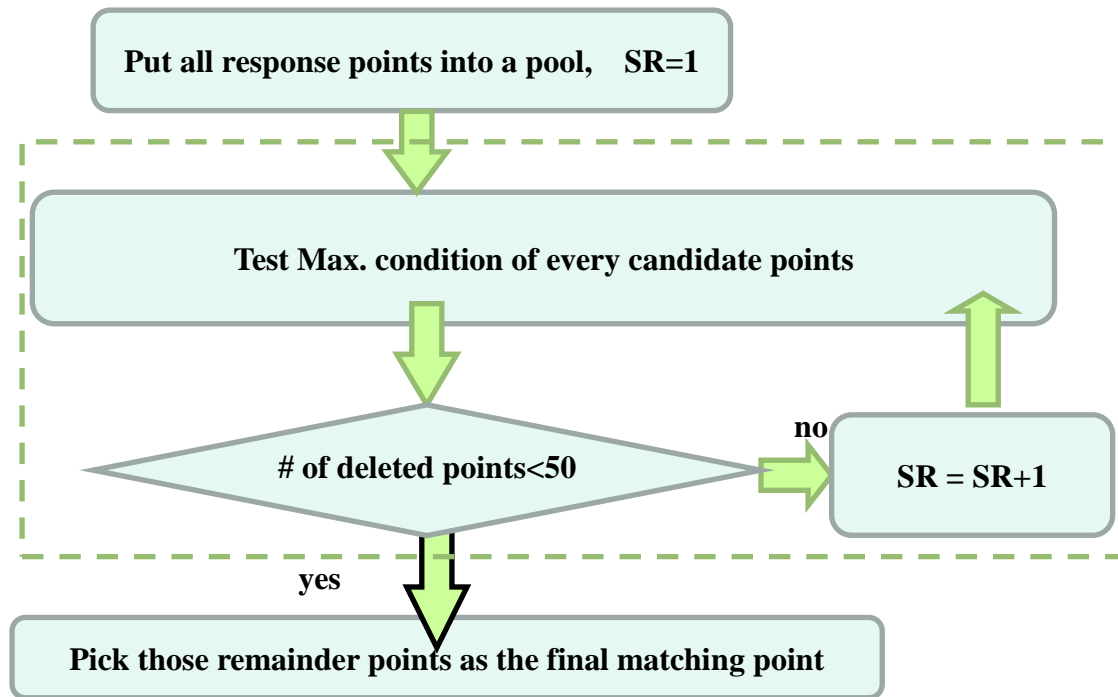 Put all response points into a pool, SR=1
Test Max. condition of every candidate points
# of deleted points<50
no
SR = SR+1
yes
Pick those remainder points as the final matching point